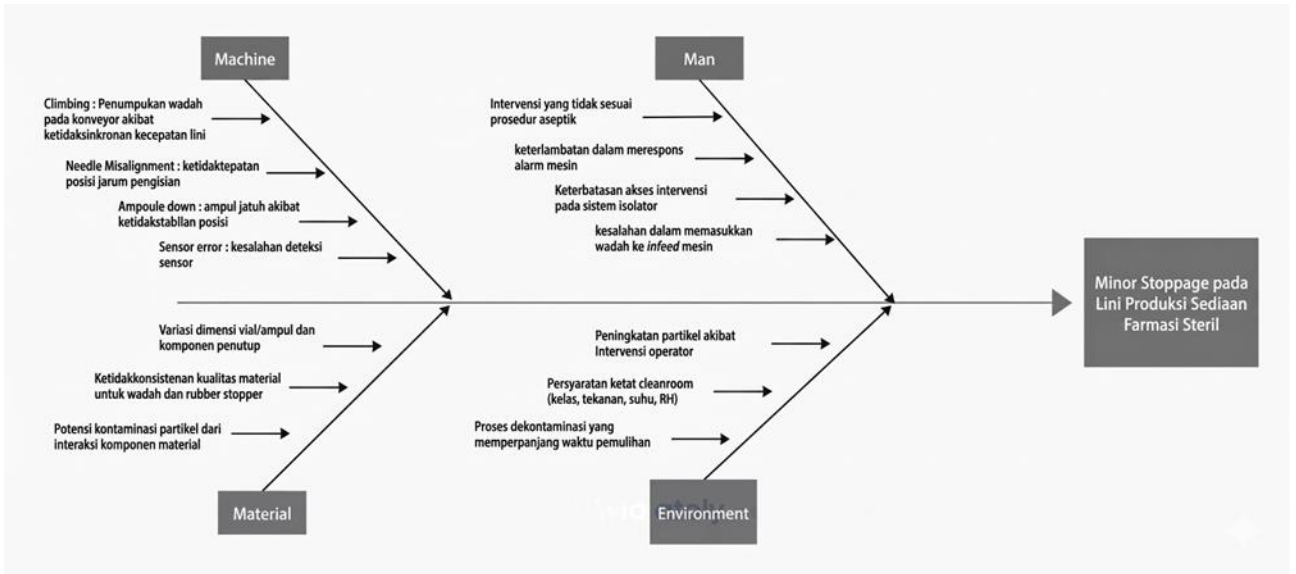 Machine
Climbing : Penumpukan wadah
pada konveyor akibat
ketidaksinkronan kecepatan lini
Needle Misalignment : ketidaktepatan
posisi jarum pengisian
Ampoule down : ampul jatuh akibat
ketidakstabllan posisi
Sensor error : kesalahan deteksi
sensor
Man
Intervensi yang tidak sesuai
prosedur aseptik
keterlambatan dalam merespons
alarm mesin
Keterbatasan akses intervensi
pada sistem isolator
kesalahan dalam memasukkan
wadah ke infeed mesin
Minor Stoppage pada
Lini Produksi Sediaan
Farmasi Steril
Variasi dimensi vial/ampul dan
komponen penutup
Ketidakkonsistenan kualitas material
untuk wadah dan rubber stopper
Potensi kontaminasi partikel dari
interaksi komponen material
Material
Peningkatan partikel akibat
Intervensi operator
Persyaratan ketat cleanroom
(kelas, tekanan, suhu, RH)
Proses dekontaminasi yang
memperpanjang waktu pemulihan
Environment